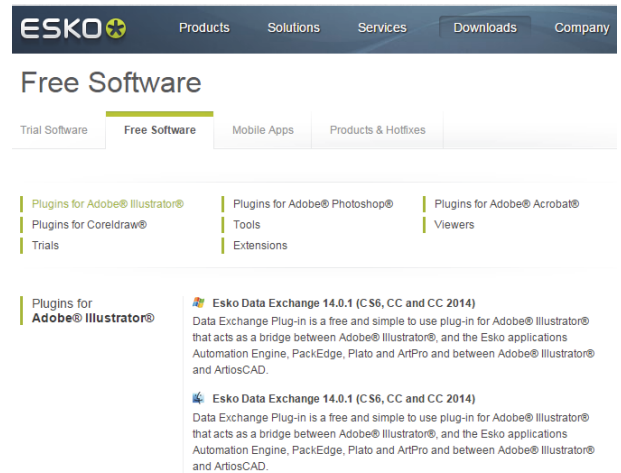 ESKO
Products Solutions Services Downloads Company
Free Software
Trial Software Free Software Mobile Apps Products & Hotfixes
Plugins for Adobe® Illustrator® Plugins for Adobe® Photoshop® Plugins for Adobe® Acrobat®
Plugins for Coreldraw® Tools Viewers
Trials Extensions
Plugins for
Adobe® Illustrator®
Esko Data Exchange 14.0.1 (CS6, CC and CC 2014)
Data Exchange Plug-in is a free and simple to use plug-in for Adobe® Illustrator®
that acts as a bridge between Adobe® Illustrator®, and the Esko applications
Automation Engine, PackEdge, Plato and ArtPro and between Adobe® Illustrator®
and ArtiosCAD.
Esko Data Exchange 14.0.1 (CS6, CC and CC 2014)
Data Exchange Plug-in is a free and simple to use plug-in for Adobe® Illustrator®
that acts as a bridge between Adobe® Illustrator®, and the Esko applications
Automation Engine, PackEdge, Plato and ArtPro and between Adobe® Illustrator®
and ArtiosCAD.